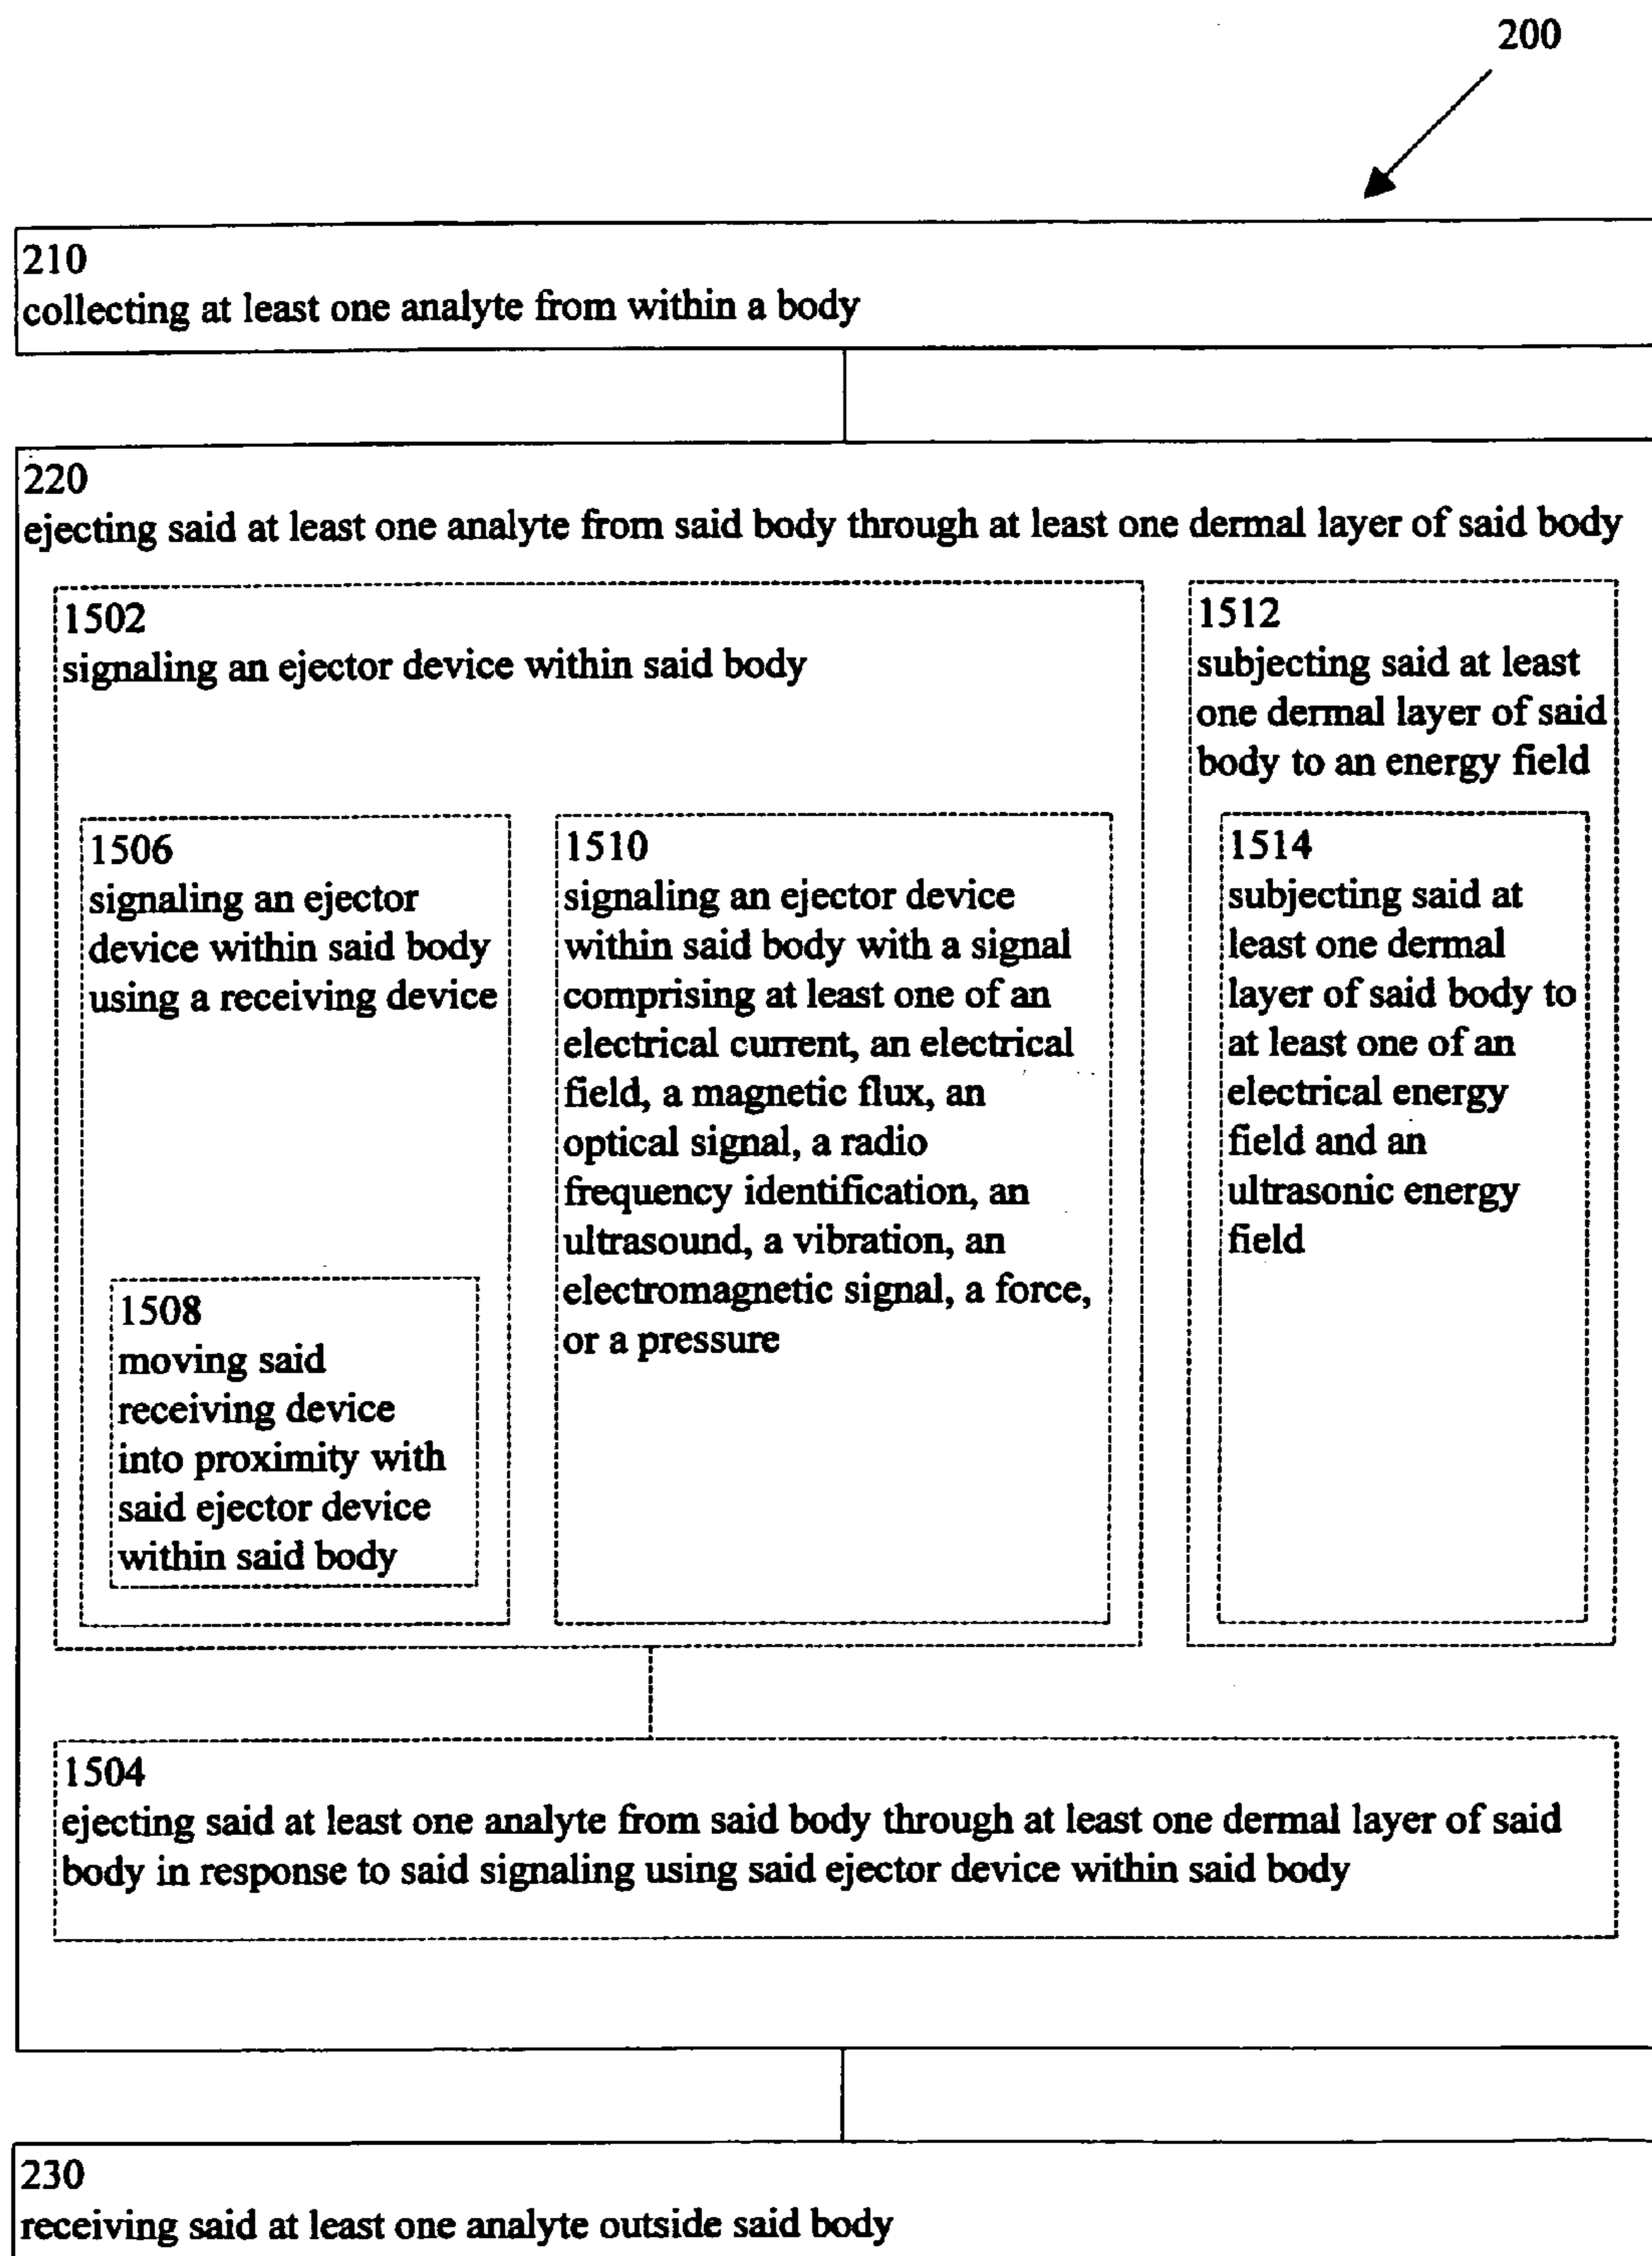 200
210
collecting at least one analyte from within a body
220
ejecting said at least one analyte from said body through at least one dermal layer of said body
1502
signaling an ejector device within said body
1506
signaling an ejector
device within said body
using a receiving device
1508
moving said
receiving device
into proximity with
said ejector device
within said body
1510
signaling an ejector device
within said body with a signal
comprising at least one of an
electrical current, an electrical
field, a magnetic flux, an
optical signal, a radio
frequency identification, an
ultrasound, a vibration, an
electromagnetic signal, a force,
or a pressure
1512
subjecting said at least
one dermal layer of said
body to an energy field
1514
subjecting said at
least one dermal
layer of said body to
at least one of an
electrical energy
field and an
ultrasonic energy
field
1504
ejecting said at least one analyte from said body through at least one dermal layer of said
body in response to said signaling using said ejector device within said body
230
receiving said at least one analyte outside said body